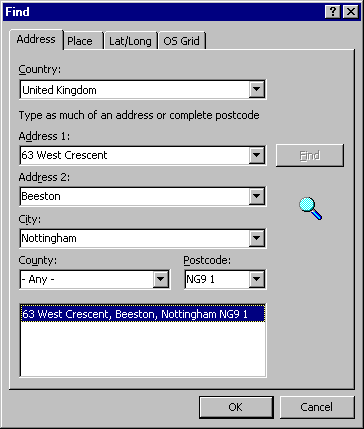 Find
Address Place Lat/Long OS Grid
Country:
United Kingdom
Type as much of an address or complete postcode
Address 1:
63 West Crescent
Find
Address 2:
Beeston
City:
Nottingham
County: Postcode:
- Any - NG9 1
63 West Crescent, Beeston, Nottingham NG9 1
OK Cancel